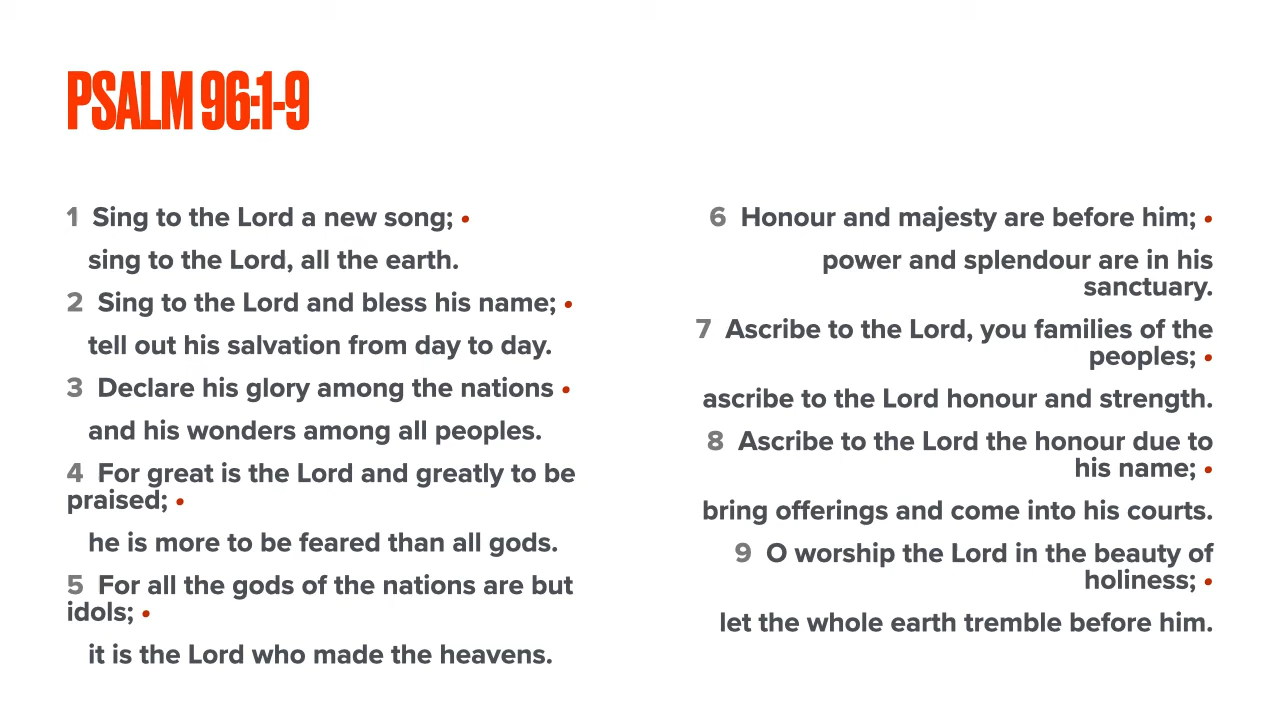 PSALM 96:1-9
1 Sing to the Lord a new song; •
sing to the Lord, all the earth.
2 Sing to the Lord and bless his name; •
tell out his salvation from day to day.
3 Declare his glory among the nations •
and his wonders among all peoples.
4 For great is the Lord and greatly to be
praised; •
he is more to be feared than all gods.
5 For all the gods of the nations are but
idols; •
it is the Lord who made the heavens.
6 Honour and majesty are before him; •
power and splendour are in his
sanctuary.
7 Ascribe to the Lord, you families of the
peoples; •
ascribe to the Lord honour and strength.
8 Ascribe to the Lord the honour due to
his name; •
bring offerings and come into his courts.
9 O worship the Lord in the beauty of
holiness; •
let the whole earth tremble before him.